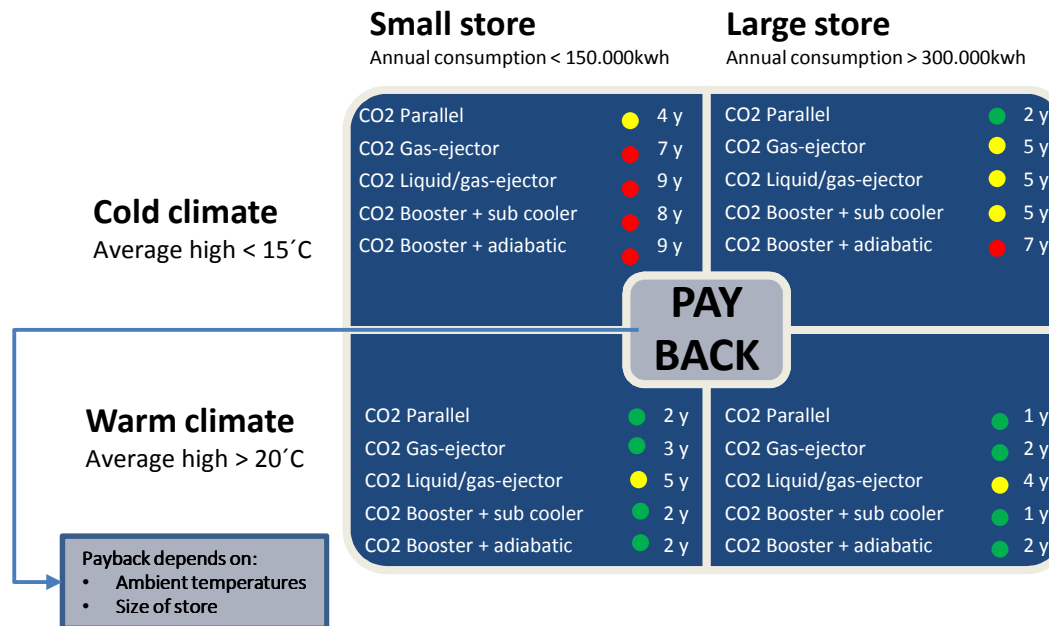 Small store
Annual consumption < 150.000kwh
Large store
Annual consumption > 300.000kwh
Cold climate
Average high < 15´C
CO2 Parallel 4 y
CO2 Gas-ejector 7 y
CO2 Liquid/gas-ejector 9 y
CO2 Booster + sub cooler 8 y
CO2 Booster + adiabatic 9 y
CO2 Parallel 2 y
CO2 Gas-ejector 5 y
CO2 Liquid/gas-ejector 5 y
CO2 Booster + sub cooler 5 y
CO2 Booster + adiabatic 7 y
PAY
BACK
Warm climate
Average high > 20´C
CO2 Parallel 2 y
CO2 Gas-ejector 3 y
CO2 Liquid/gas-ejector 5 y
CO2 Booster + sub cooler 2 y
CO2 Booster + adiabatic 2 y
CO2 Parallel 1 y
CO2 Gas-ejector 2 y
CO2 Liquid/gas-ejector 4 y
CO2 Booster + sub cooler 1 y
CO2 Booster + adiabatic 2 y
Payback depends on:
• Ambient temperatures
• Size of store